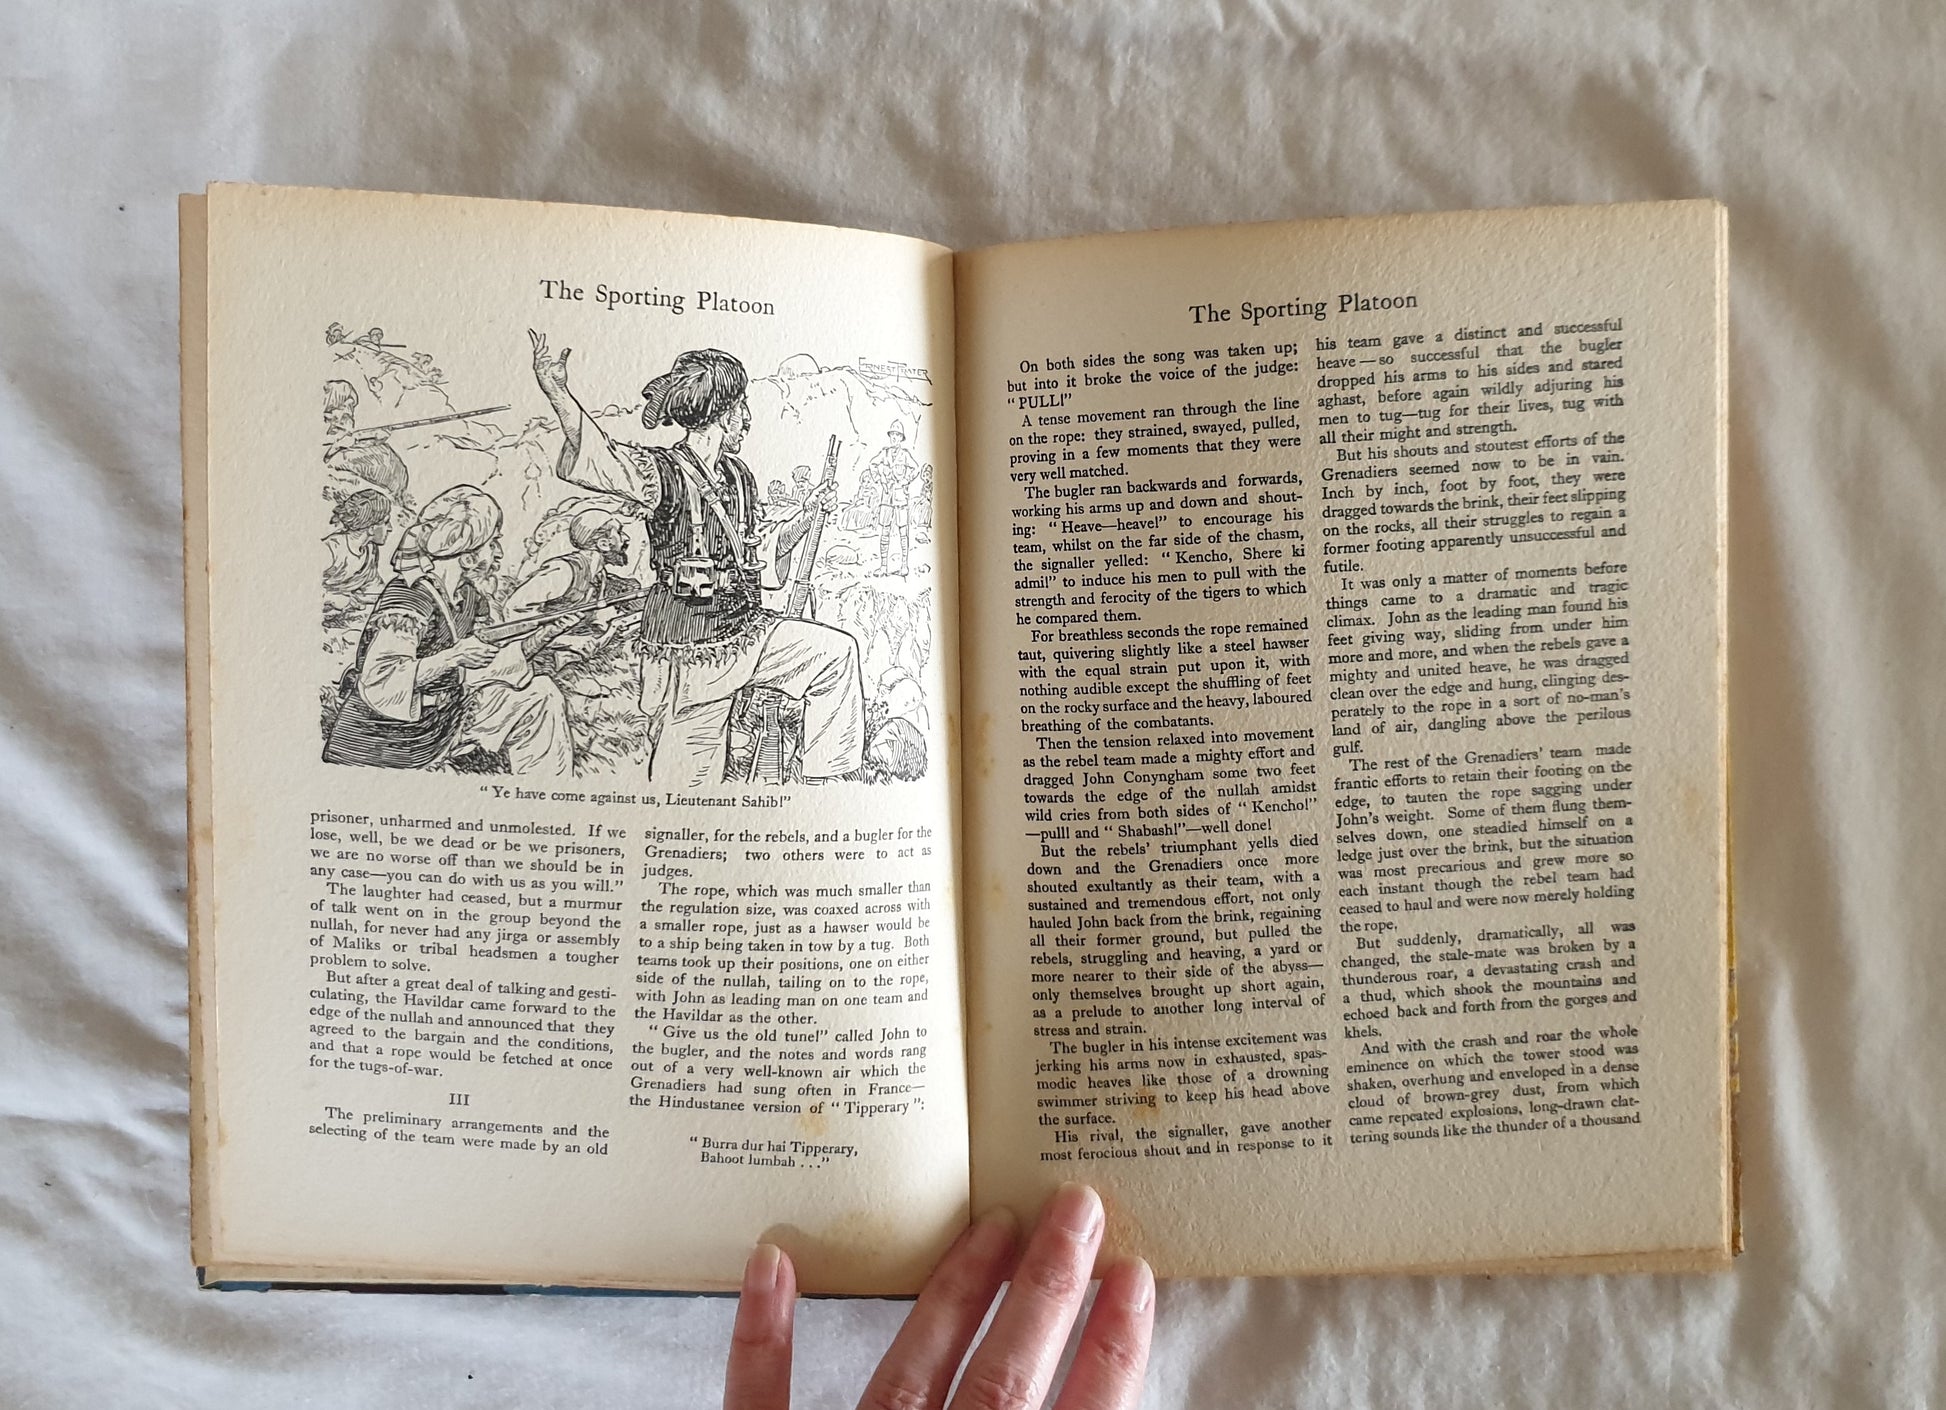 The Sporting Platoon
ERNEST PRATER
"Ye have come against us, Lieutenant Sahib!"
prisoner, unharmed and unmolested. If we
lose, well, be we dead or be we prisoners,
we are no worse off than we should be in
any case—you can do with us as you will."
The laughter had ceased, but a murmur
of talk went on in the group beyond the
nullah, for never had any jirga or assembly
of Maliks or tribal headsmen a tougher
problem to solve.
But after a great deal of talking and gesti-
culating, the Havildar came forward to the
edge of the nullah and announced that they
agreed to the bargain and the conditions,
and that a rope would be fetched at once
for the tugs-of-war.
III
The preliminary arrangements and the
selecting of the team were made by an old
signaller, for the rebels, and a bugler for the
Grenadiers; two others were to act as
judges.
The rope, which was much smaller than
the regulation size, was coaxed across with
a smaller rope, just as a hawser would be
to a ship being taken in tow by a tug. Both
teams took up their positions, one on either
side of the nullah, tailing on to the rope,
with John as leading man on one team and
the Havildar as the other.
"Give us the old tune!" called John to
the bugler, and the notes and words rang
out of a very well-known air which the
Grenadiers had sung often in France—
the Hindustanee version of "Tipperary":
"Burra dur hai Tipperary,
Bahoot lumbah . . ."
The Sporting Platoon
On both sides the song was taken up;
but into it broke the voice of the judge:
"PULL!"
A tense movement ran through the line
on the rope: they strained, swayed, pulled,
proving in a few moments that they were
very well matched.
The bugler ran backwards and forwards,
working his arms up and down and shout-
ing: "Heave—heave!" to encourage his
team, whilst on the far side of the chasm,
the signaller yelled: "Kencho, Shere ki
admi!" to induce his men to pull with the
strength and ferocity of the tigers to which
he compared them.
For breathless seconds the rope remained
taut, quivering slightly like a steel hawser
with the equal strain put upon it, with
nothing audible except the shuffling of feet
on the rocky surface and the heavy, laboured
breathing of the combatants.
Then the tension relaxed into movement
as the rebel team made a mighty effort and
dragged John Conyngham some two feet
towards the edge of the nullah amidst
wild cries from both sides of "Kencho!"
—pull! and "Shabash!"—well done!
But the rebels' triumphant yells died
down and the Grenadiers once more
shouted exultantly as their team, with a
sustained and tremendous effort, not only
hauled John back from the brink, regaining
all their former ground, but pulled the
rebels, struggling and heaving, a yard or
more nearer to their side of the abyss—
only themselves brought up short again,
as a prelude to another long interval of
stress and strain.
The bugler in his intense excitement was
jerking his arms now in exhausted, spas-
modic heaves like those of a drowning
swimmer striving to keep his head above
the surface.
His rival, the signaller, gave another
most ferocious shout and in response to it
his team gave a distinct and successful
heave—so successful that the bugler
dropped his arms to his sides and stared
aghast, before again wildly adjuring his
men to tug—tug for their lives, tug with
all their might and strength.
But his shouts and stoutest efforts of the
Grenadiers seemed now to be in vain.
Inch by inch, foot by foot, they were
dragged towards the brink, their feet slipping
on the rocks, all their struggles to regain a
former footing apparently unsuccessful and
futile.
It was only a matter of moments before
things came to a dramatic and tragic
climax. John as the leading man found his
feet giving way, sliding from under him
more and more, and when the rebels gave a
mighty and united heave, he was dragged
clean over the edge and hung, clinging des-
perately to the rope in a sort of no-man's
land of air, dangling above the perilous
gulf.
The rest of the Grenadiers' team made
frantic efforts to retain their footing on the
edge, to tauten the rope sagging under
John's weight. Some of them flung them-
selves down, one steadied himself on a
ledge just over the brink, but the situation
was most precarious and grew more so
each instant though the rebel team had
ceased to haul and were now merely holding
the rope.
But suddenly, dramatically, all was
changed, the stale-mate was broken by a
thunderous roar, a devastating crash and
a thud, which shook the mountains and
echoed back and forth from the gorges and
khels.
And with the crash and roar the whole
eminence on which the tower stood was
shaken, overhung and enveloped in a dense
cloud of brown-grey dust, from which
came repeated explosions, long-drawn clat-
tering sounds like the thunder of a thousand